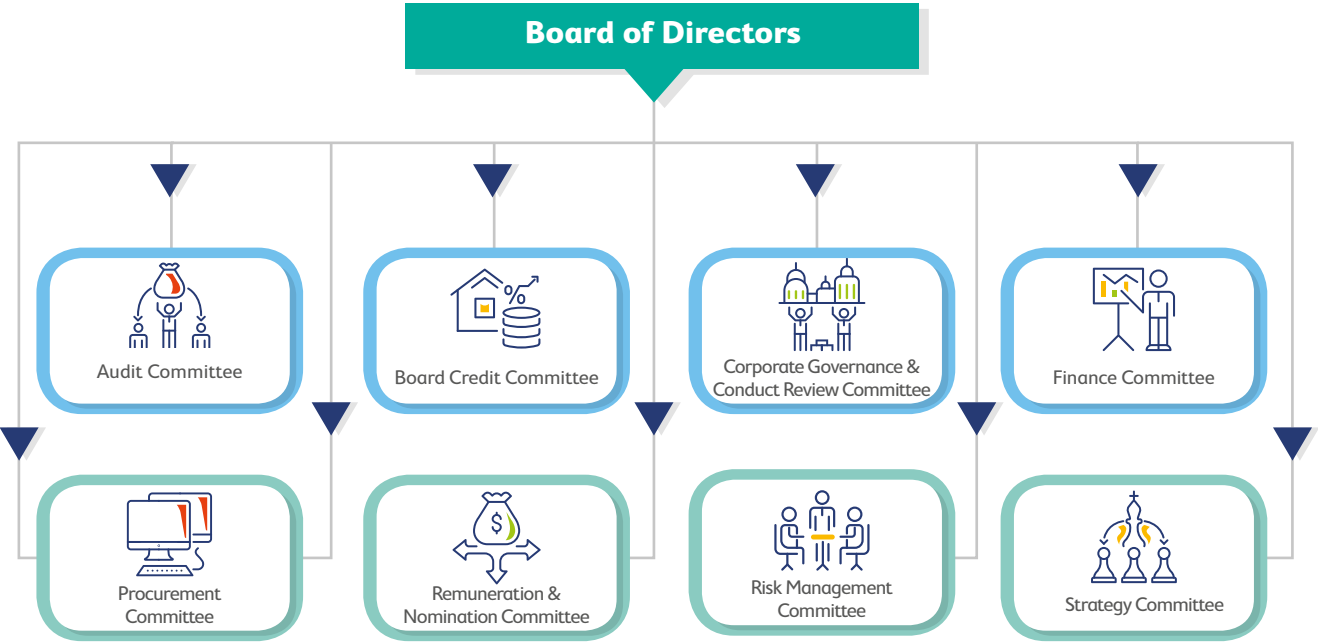 Board of Directors
Audit Committee
Board Credit Committee
Corporate Governance &
Conduct Review Committee
Finance Committee
Procurement
Committee
$
Remuneration &
Nomination Committee
Risk Management
Committee
Strategy Committee
%